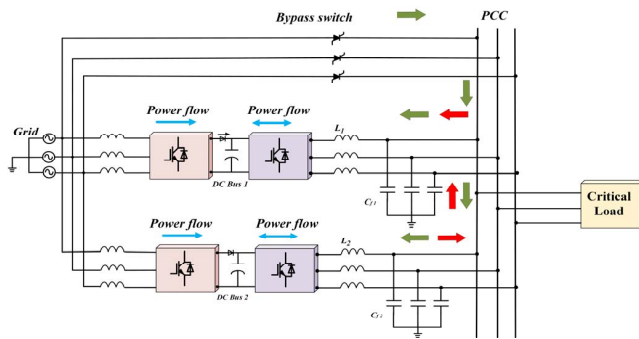 Bypass switch
PCC
Power flow
Power flow
Grid
L1
DC Bus 1
Cf1
Critical
Load
Power flow
Power flow
L2
DC Bus 2